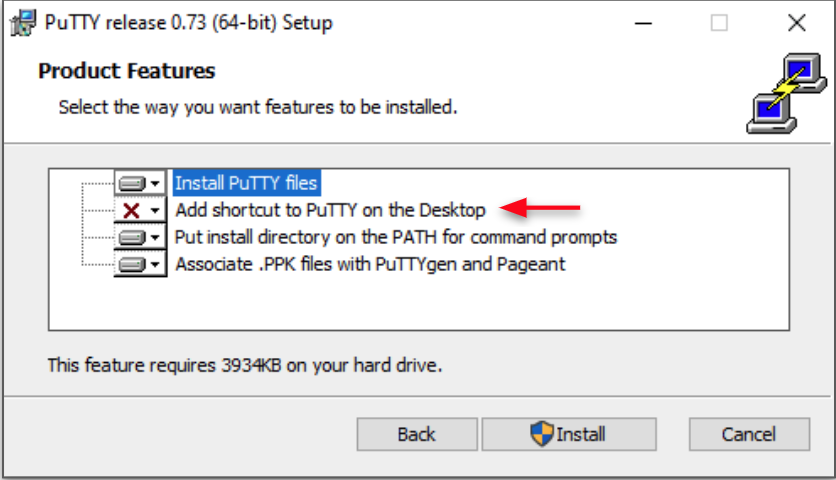 PuTTY release 0.73 (64-bit) Setup
Product Features
Select the way you want features to be installed.
Install PuTTY files
Add shortcut to PuTTY on the Desktop
Put install directory on the PATH for command prompts
Associate .PPK files with PuTTYgen and Pageant
This feature requires 3934KB on your hard drive.
Back Install Cancel